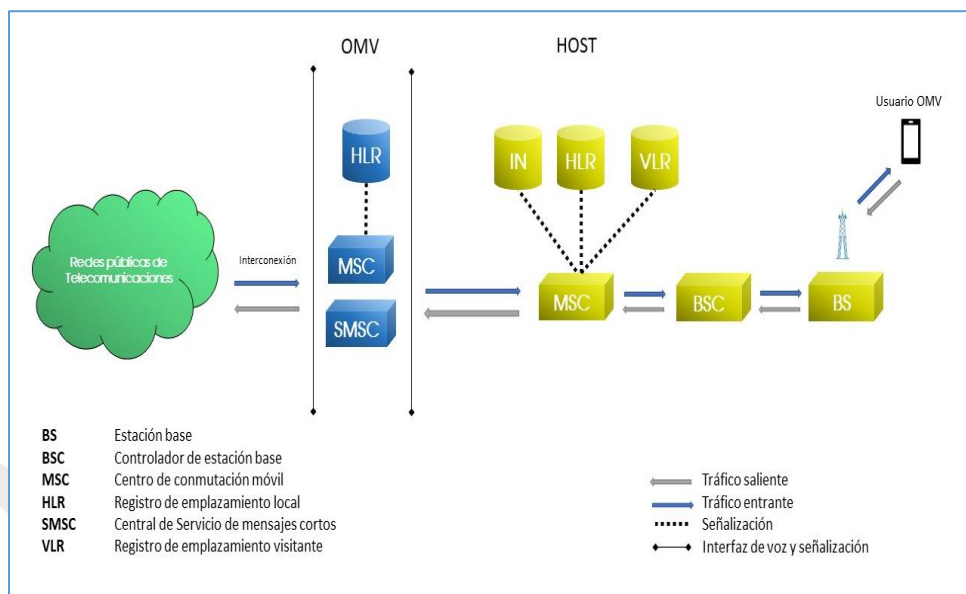 OMV
HOST
Usuario OMV
HLR
IN
HLR
VLR
Redes públicas de
Telecomunicaciones
Interconexión
MSC
SMSC
MSC
BSC
BS
BS Estación base
BSC Controlador de estación base
MSC Centro de conmutación móvil
HLR Registro de emplazamiento local
SMSC Central de Servicio de mensajes cortos
VLR Registro de emplazamiento visitante
Tráfico saliente
Tráfico entrante
Señalización
Interfaz de voz y señalización